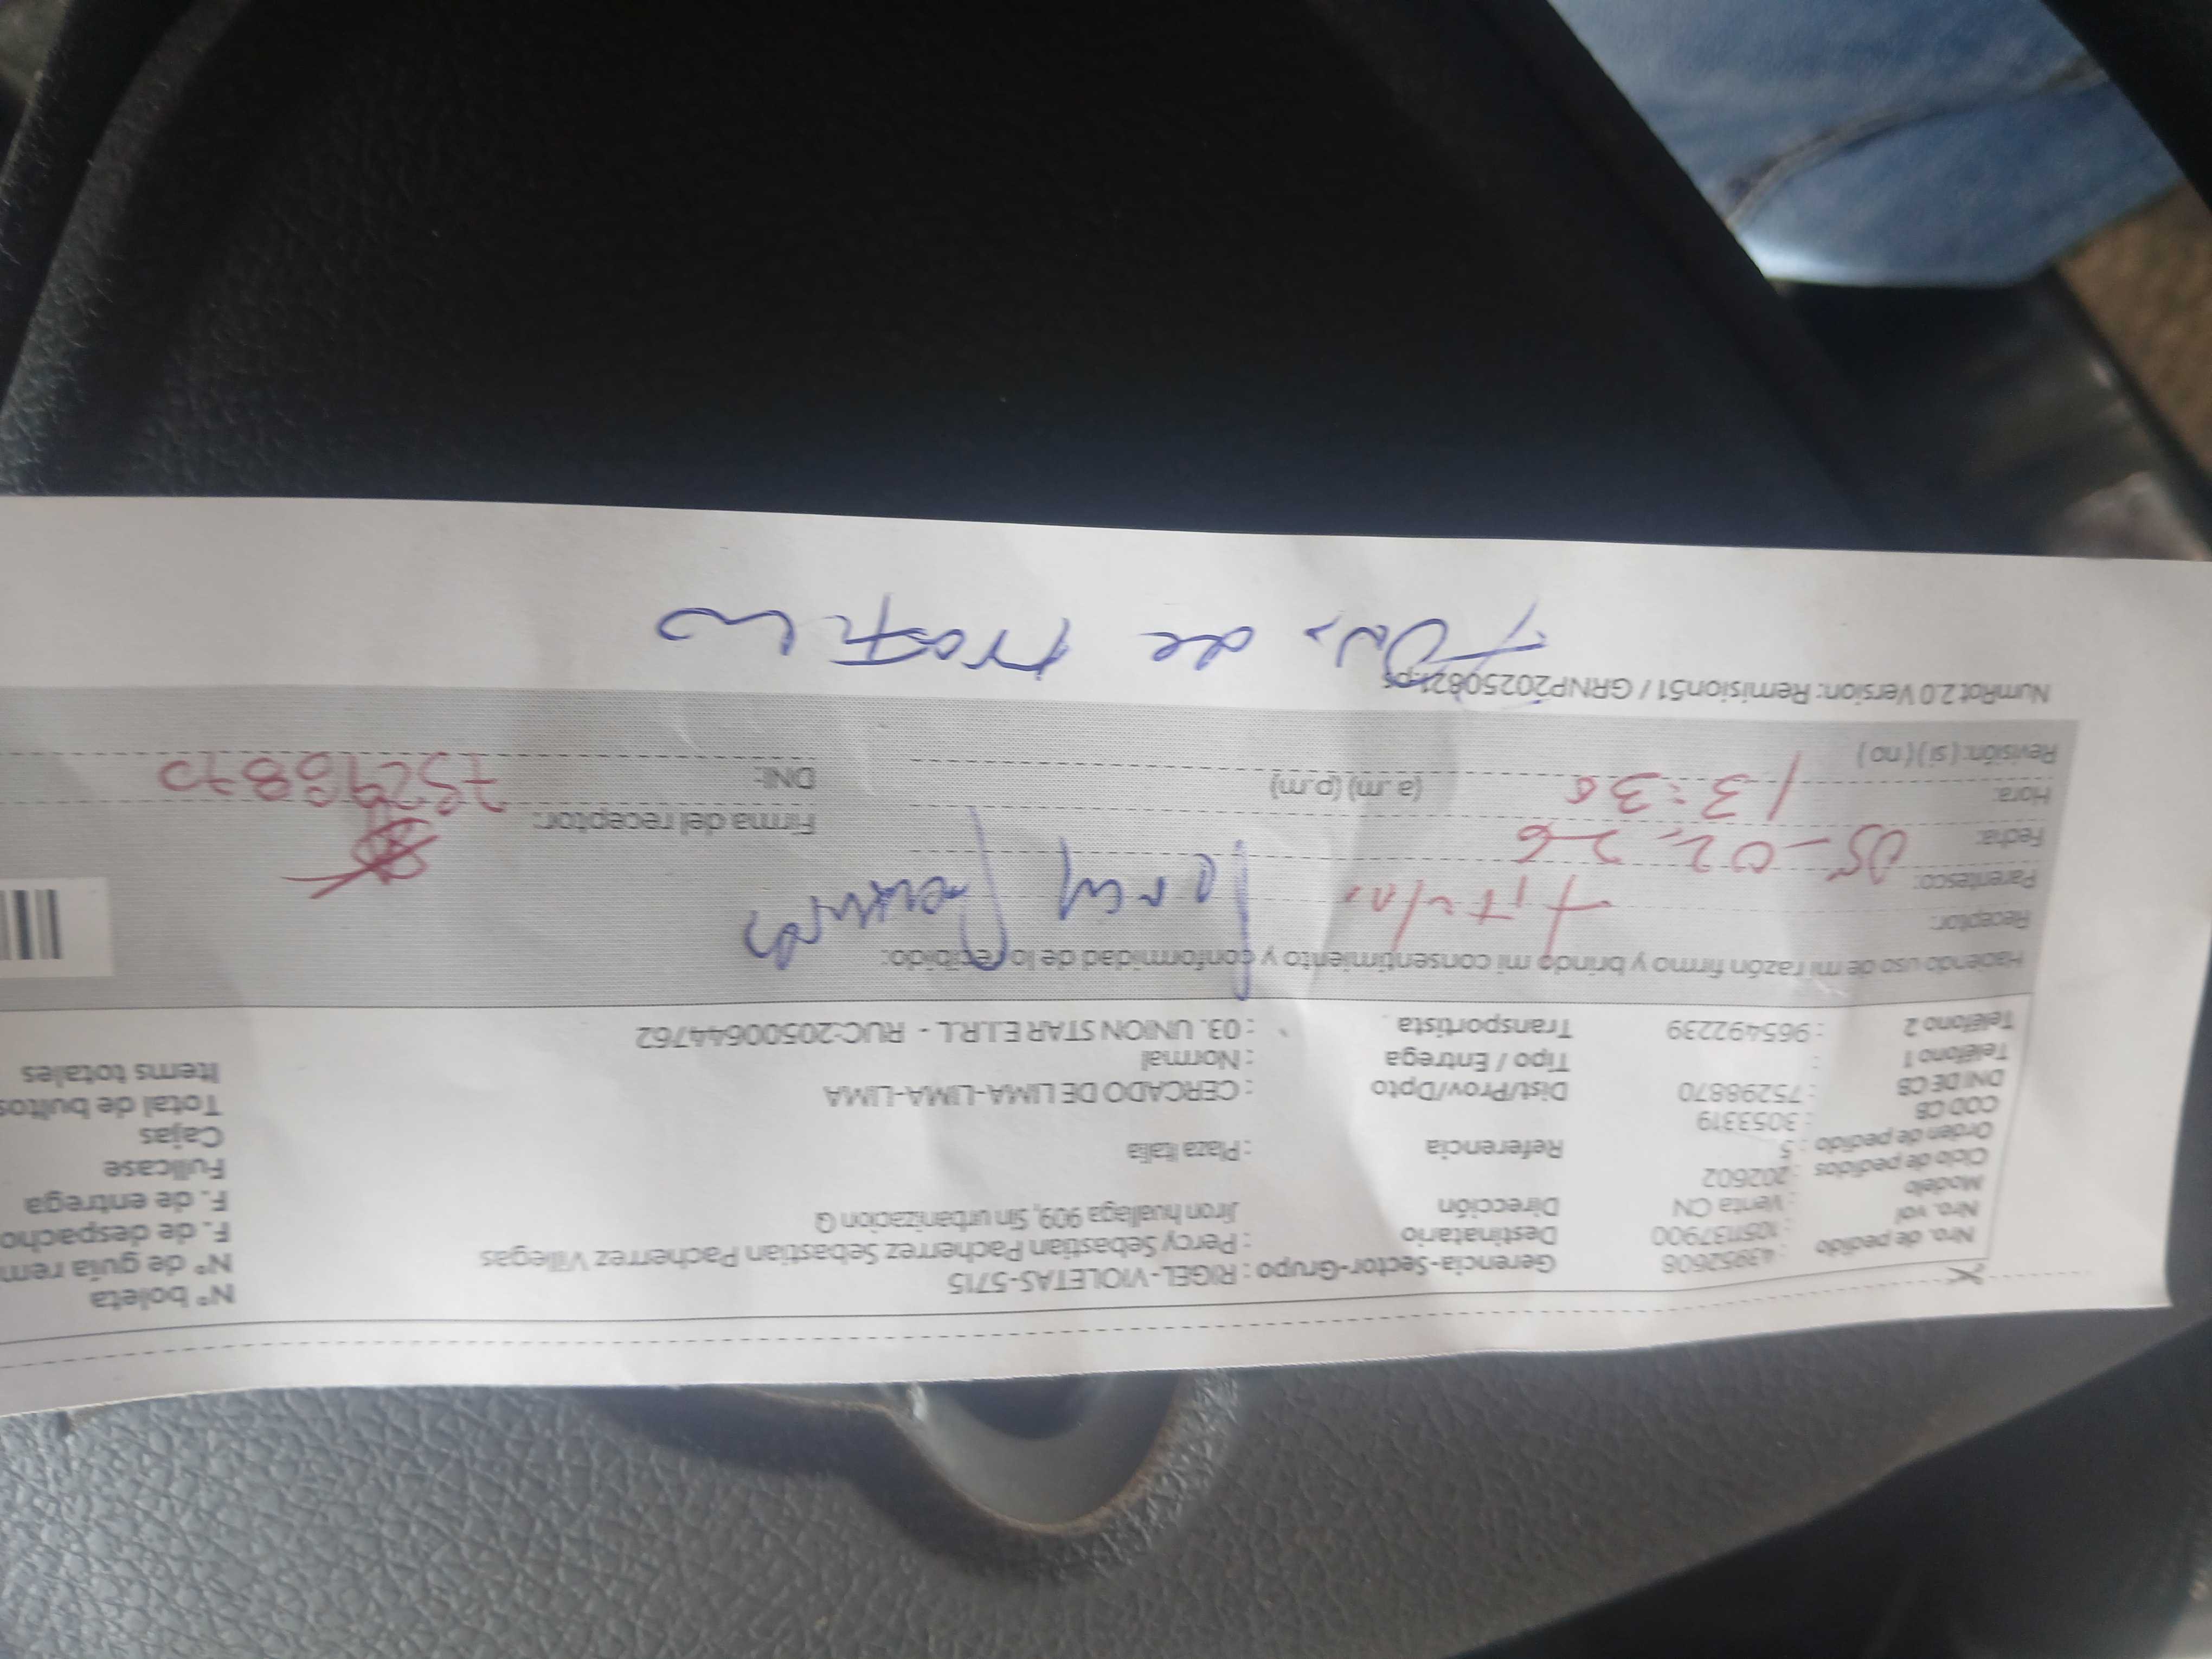 Nro. de pedido : 43952608 Gerencia-Sector-Grupo : RIGEL-VIOLETAS-5715 N° boleta
Nro. vol : 1051137900 Destinatario : Percy Sebastian Pacherrez Sebastian Pacherrez Villegas N° de guía rem
Modelo : Venta CN Dirección Jiron huallaga 909, Sin urbanizacion Q F. de despacho
Ciclo de pedidos : 202602 F. de entrega
Orden de pedido : 5 Referencia : Plaza Italia Fullcase
COD CB : 3053319 Cajas
DNI DE CB : 75298870 Dist/Prov/Dpto : CERCADO DE LIMA-LIMA-LIMA Total de bultos
Teléfono 1 : Tipo / Entrega : Normal Items totales
Teléfono 2 : 965492239 Transportista : 03. UNION STAR E.I.R.L - RUC:20500644762
Haciendo uso de mi razón firmo y brindo mi consentimiento y conformidad de lo recibido:
Receptor:
Parentesco: Titular Percy
Fecha: 05-02-26 Firma del receptor:
Hora: 13:30 (a.m) (p.m) DNI: 75298870
Revisión: ( si ) ( no )
NumRot 2.0 Version: Remision51 / GRNP20250821.ps
de